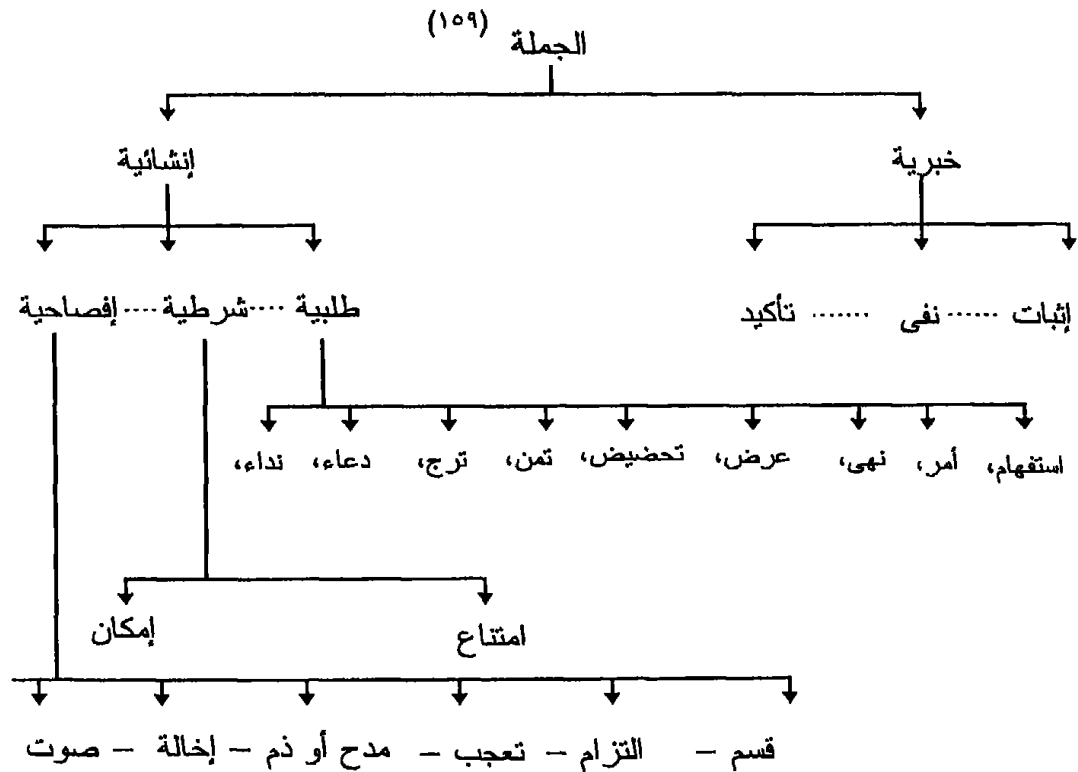 الجملة (١٥٩)
خبرية إنشائية
إثبات ...... نفى ....... تأكيد طلبية .... شرطية .... إفصاحية
استفهام، أمر، نهى، عرض، تحضيض، تمن، ترج، دعاء، نداء،
امتناع إمكان
قسم – التزام – تعجب – مدح أو ذم – إخالة – صوت